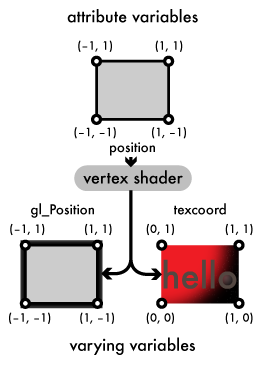 attribute variables
(-1, 1) (1, 1)
(-1, -1) (1, -1)
position
vertex shader
gl_Position texcoord
(-1, 1) (1, 1) (0, 1) (1, 1)
hello
(-1, -1) (1, -1) (0, 0) (1, 0)
varying variables